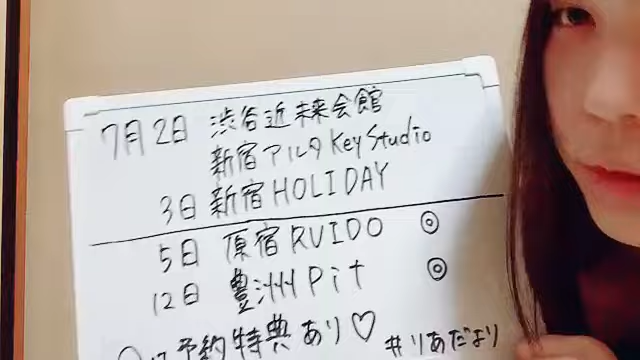 7月2日 渋谷近未来会館
新宿アルタKeyStudio
3日 新宿HOLIDAY
5日 原宿RUIDO ◎
12日 豊洲Pit ◎
◎は予約特典あり♡ #りあだより